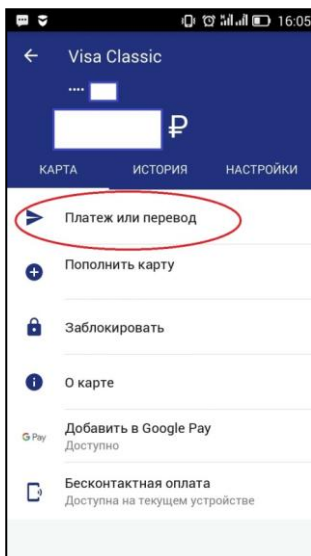 16:05
Visa Classic
••••
₽
КАРТА ИСТОРИЯ НАСТРОЙКИ
Платеж или перевод
Пополнить карту
Заблокировать
О карте
G Pay Добавить в Google Pay
Доступно
Бесконтактная оплата
Доступна на текущем устройстве